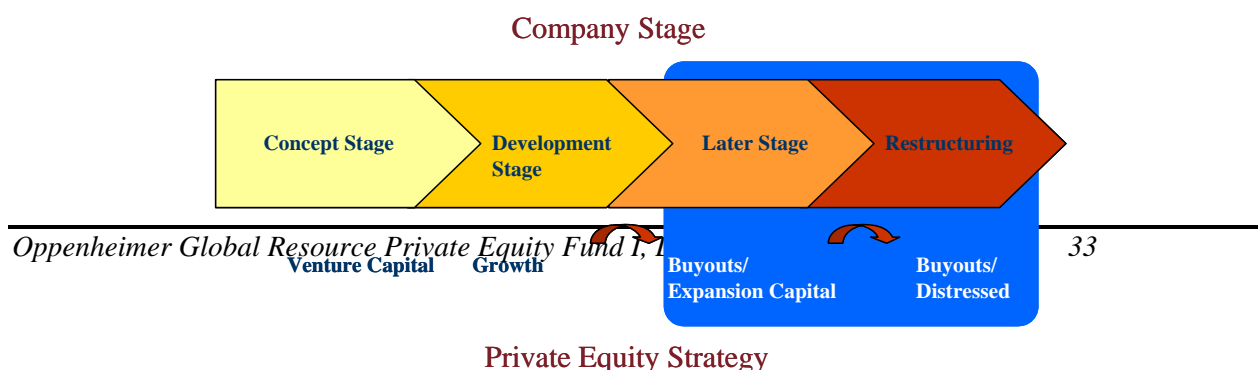 Company Stage
Concept Stage
Development
Stage
Later Stage
Restructuring
Oppenheimer Global Resource Private Equity Fund I,
33
Venture Capital
Growth
Buyouts/
Expansion Capital
Buyouts/
Distressed
Private Equity Strategy